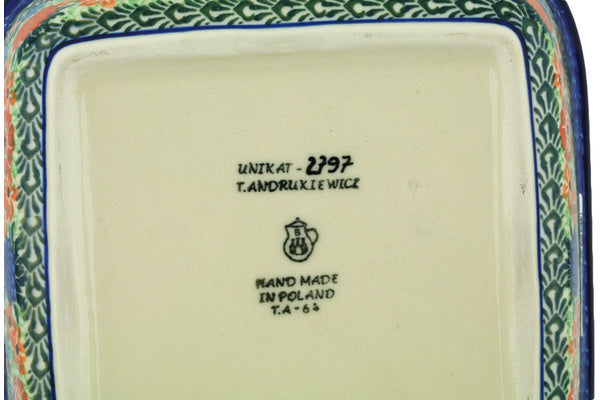 UNIKAT - 2797
T. ANDRUKIEWICZ
B
HAND MADE
IN POLAND
T.A - 64